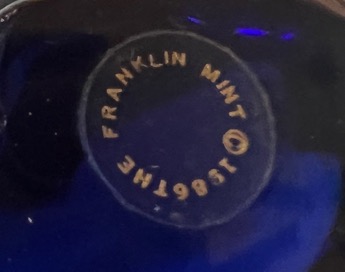 THE FRANKLIN MINT © 1986